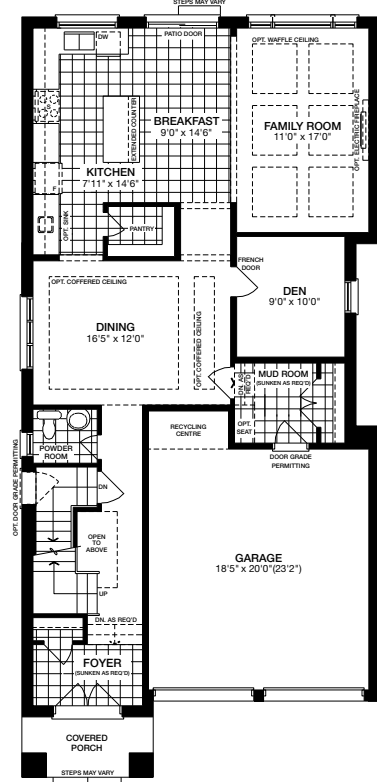 STEPS MAY VARY
DW
PATIO DOOR
OPT. WAFFLE CEILING
BREAKFAST
9'0" x 14'6"
EXTENDED COUNTER
FAMILY ROOM
11'0" x 17'0"
OPT. ELECTRIC FIREPLACE
S
KITCHEN
7'11" x 14'6"
F
OPT. SINK
PANTRY
FRENCH
DOOR
OPT. COFFERED CEILING
DEN
9'0" x 10'0"
DINING
16'5" x 12'0"
OPT. COFFERED CEILING
DN. AS
REQ'D
MUD ROOM
(SUNKEN AS REQ'D)
OPT.
SEAT
RECYCLING
CENTRE
POWDER
ROOM
DOOR GRADE
PERMITTING
OPT. DOOR GRADE PERMITTING
DN
OPEN
TO
ABOVE
GARAGE
18'5" x 20'0"(23'2")
UP
DN. AS REQ'D
FOYER
(SUNKEN AS REQ'D)
COVERED
PORCH
STEPS MAY VARY